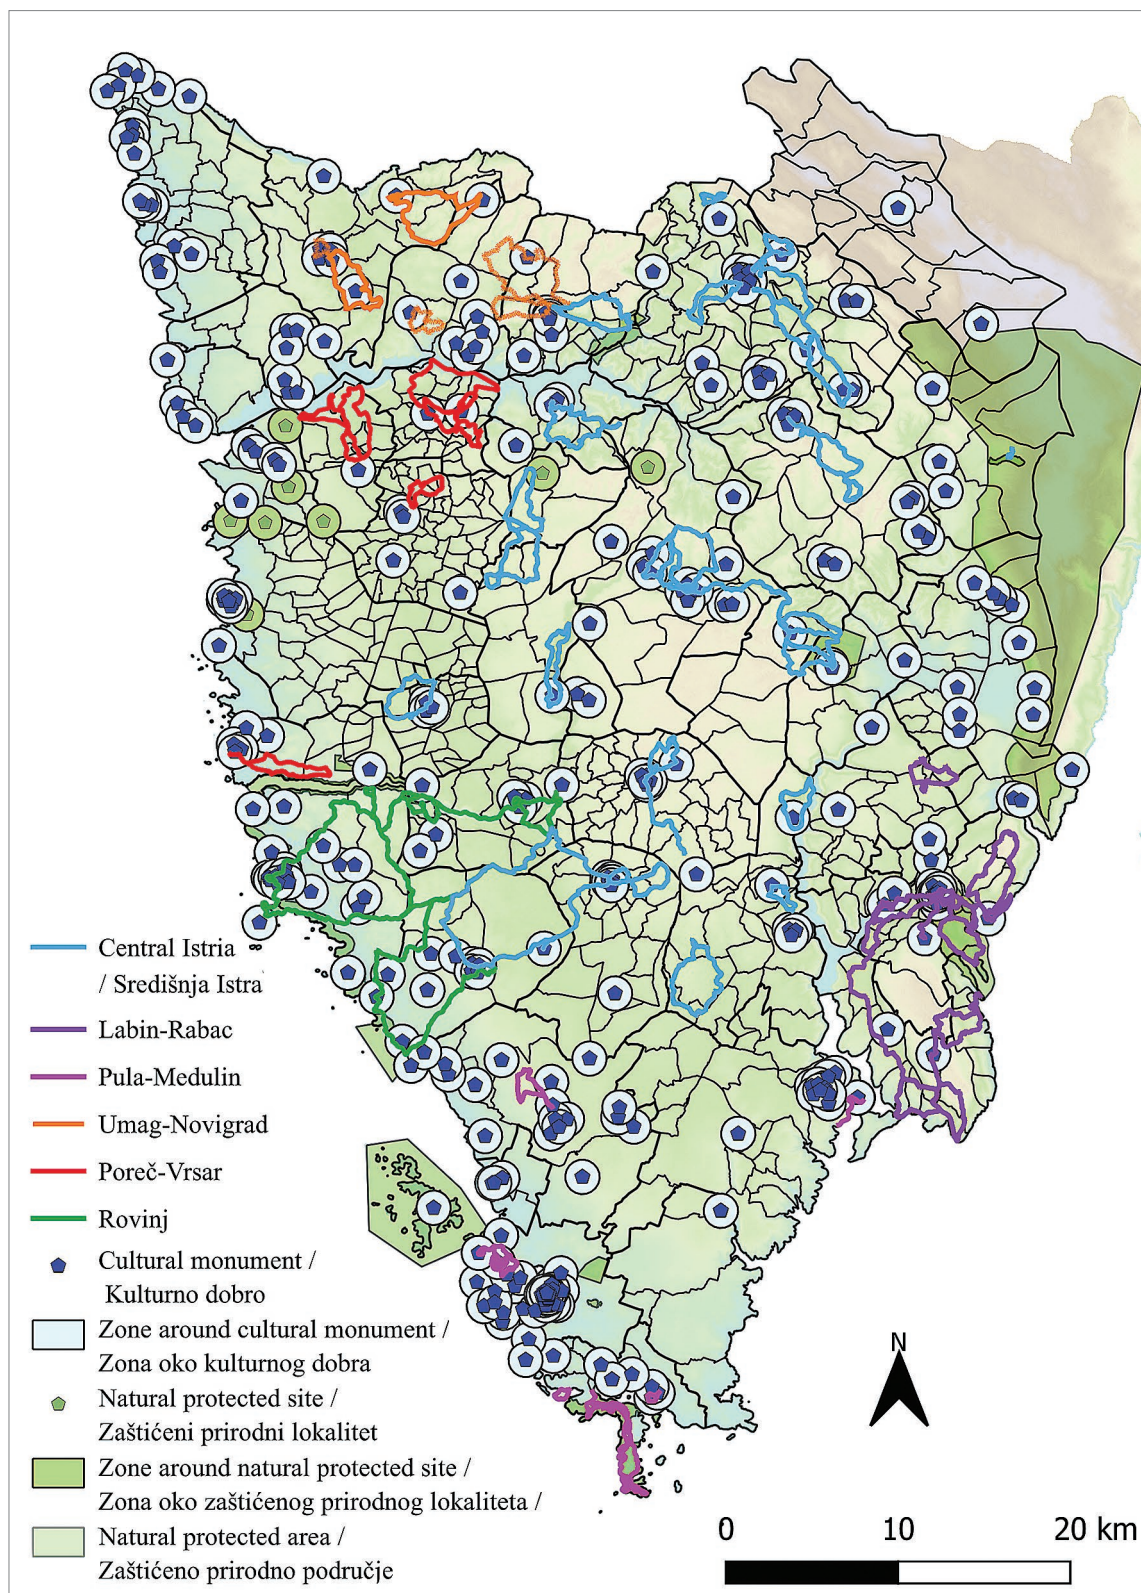 Central Istria
/ Središnja Istra
Labin-Rabac
Pula-Medulin
Umag-Novigrad
Poreč-Vrsar
Rovinj
Cultural monument /
Kulturno dobro
Zone around cultural monument /
Zona oko kulturnog dobra
Natural protected site /
Zaštićeni prirodni lokalitet
Zone around natural protected site /
Zona oko zaštićenog prirodnog lokaliteta /
Natural protected area /
Zaštićeno prirodno područje
N
0 10 20 km